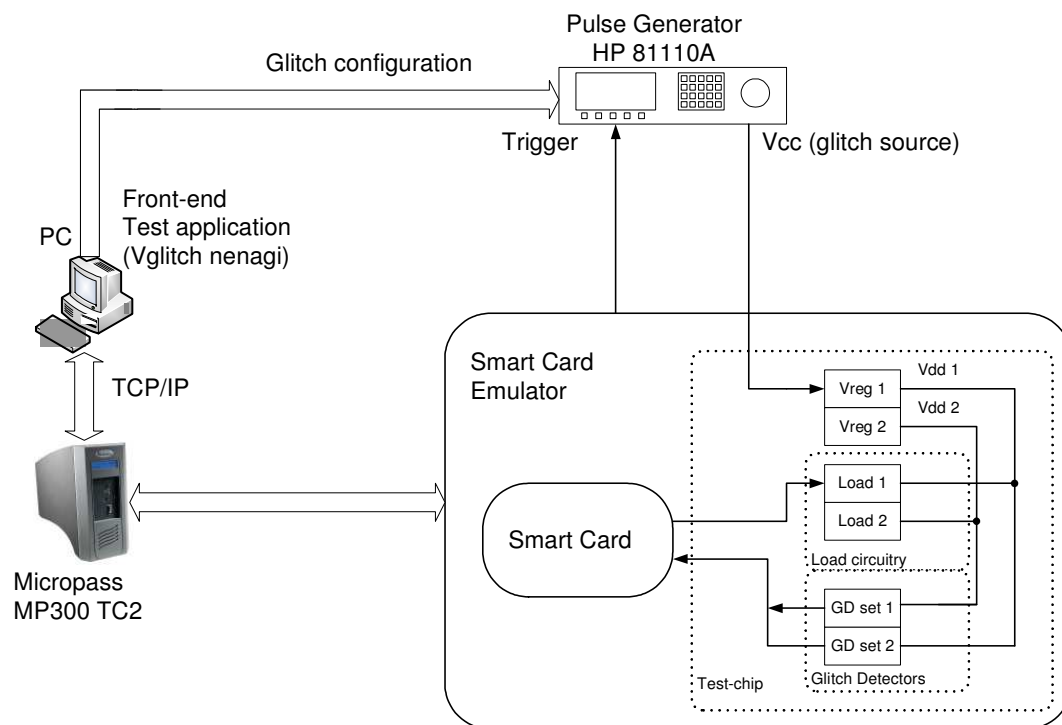 Pulse Generator
HP 81110A
Glitch configuration
Trigger
Vcc (glitch source)
Front-end
Test application
(Vglitch nenagi)
PC
TCP/IP
Micropass
MP300 TC2
Smart Card
Emulator
Smart Card
Vdd 1
Vreg 1
Vdd 2
Vreg 2
Load 1
Load 2
Load circuitry
GD set 1
GD set 2
Glitch Detectors
Test-chip